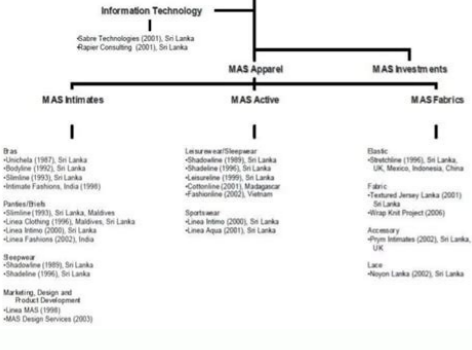 Information Technology
•Sabre Technologies (2001), Sri Lanka
•Rapier Consulting (2001), Sri Lanka
MAS Apparel
MAS Investments
MAS Intimates
MAS Active
MAS Fabrics
Bras
•Unichela (1987), Sri Lanka
•Bodyline (1992), Sri Lanka
•Slimline (1993), Sri Lanka
•Intimate Fashions, India (1998)
Panties/Briefs
•Slimline(1993), Sri Lanka, Maldives
•Linea Clothing (1996), Maldives, Sri Lanka
•Linea Intimo (2000), Sri Lanka
•Linea Fashions (2002), India
Sleepwear
•Shadowline (1989), Sri Lanka
•Shadeline (1996), Sri Lanka
Marketing, Design and
Product Development
•Linea MAS (1998)
•MAS Design Services (2003)
Leisurewear/Sleepwear
•Shadowline (1989), Sri Lanka
•Shadeline (1996), Sri Lanka
•Leisureline (1999), Sri Lanka
•Cottonline (2001), Madagascar
•Fashionline (2002), Vietnam
Sportswear
•Linea Intimo (2000), Sri Lanka
•Linea Aqua (2001), Sri Lanka
Elastic
•Stretchline (1996), Sri Lanka,
UK, Mexico, Indonesia, China
Fabric
•Textured Jersey Lanka (2001)
Sri Lanka
•Wrap Knit Project (2006)
Accessory
•Prym Intimates (2002), Sri Lanka,
UK
Lace
•Noyon Lanka (2002), Sri Lanka